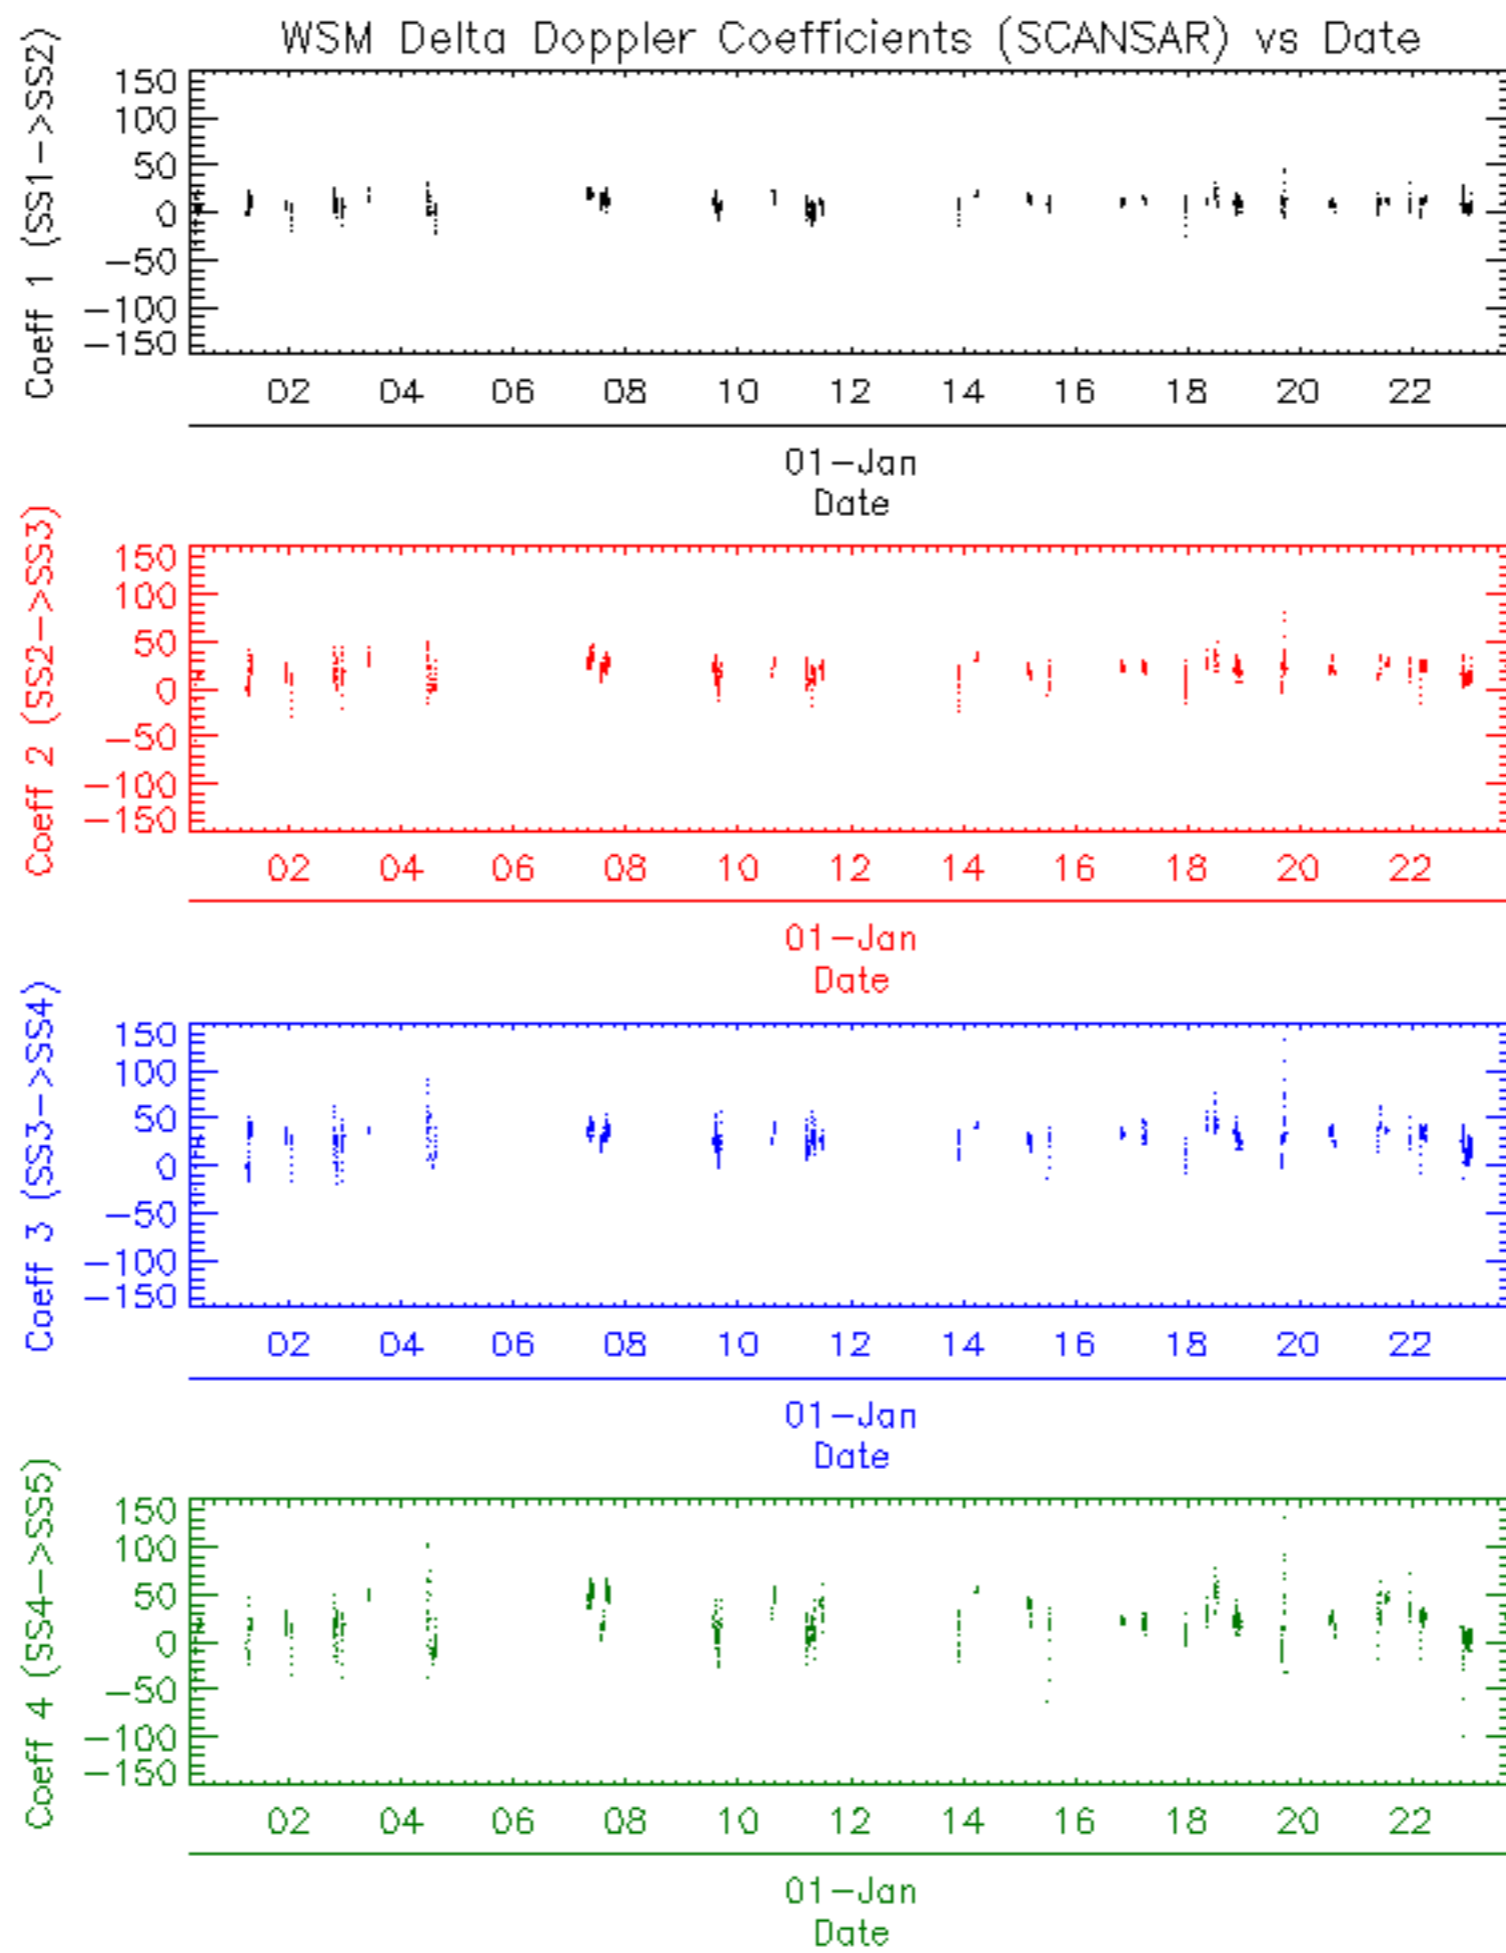 WSM Delta Doppler Coefficients (SCANSAR) vs Date
Coeff 1 (SS1->SS2)
150
100
50
0
-50
-100
-150
02 04 06 08 10 12 14 16 18 20 22
01-Jan
Date
Coeff 2 (SS2->SS3)
150
100
50
0
-50
-100
-150
02 04 06 08 10 12 14 16 18 20 22
01-Jan
Date
Coeff 3 (SS3->SS4)
150
100
50
0
-50
-100
-150
02 04 06 08 10 12 14 16 18 20 22
01-Jan
Date
Coeff 4 (SS4->SS5)
150
100
50
0
-50
-100
-150
02 04 06 08 10 12 14 16 18 20 22
01-Jan
Date